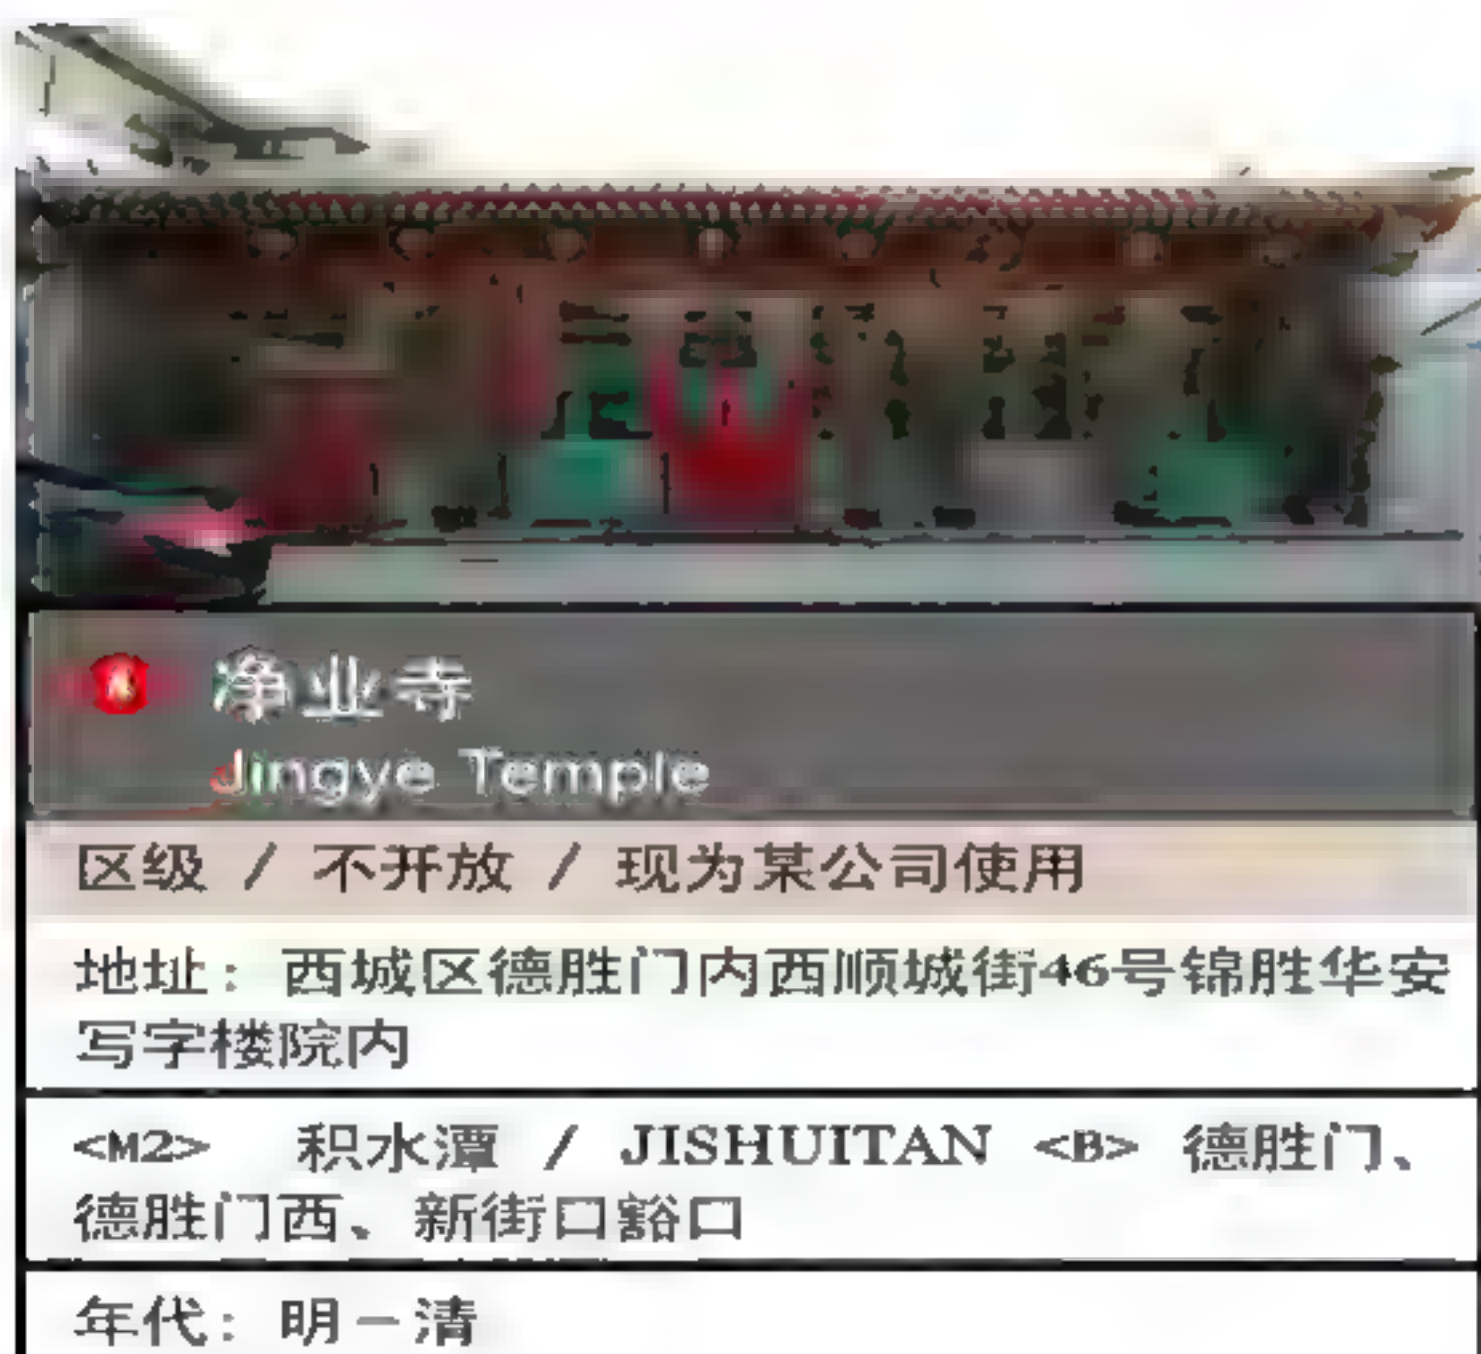 净业寺
Jingye Temple
区级 / 不开放 / 现为某公司使用
地址：西城区德胜门内西顺城街46号锦胜华安
写字楼院内
<M2> 积水潭 / JISHUITAN <B> 德胜门、
德胜门西、新街口豁口
年代：明－清